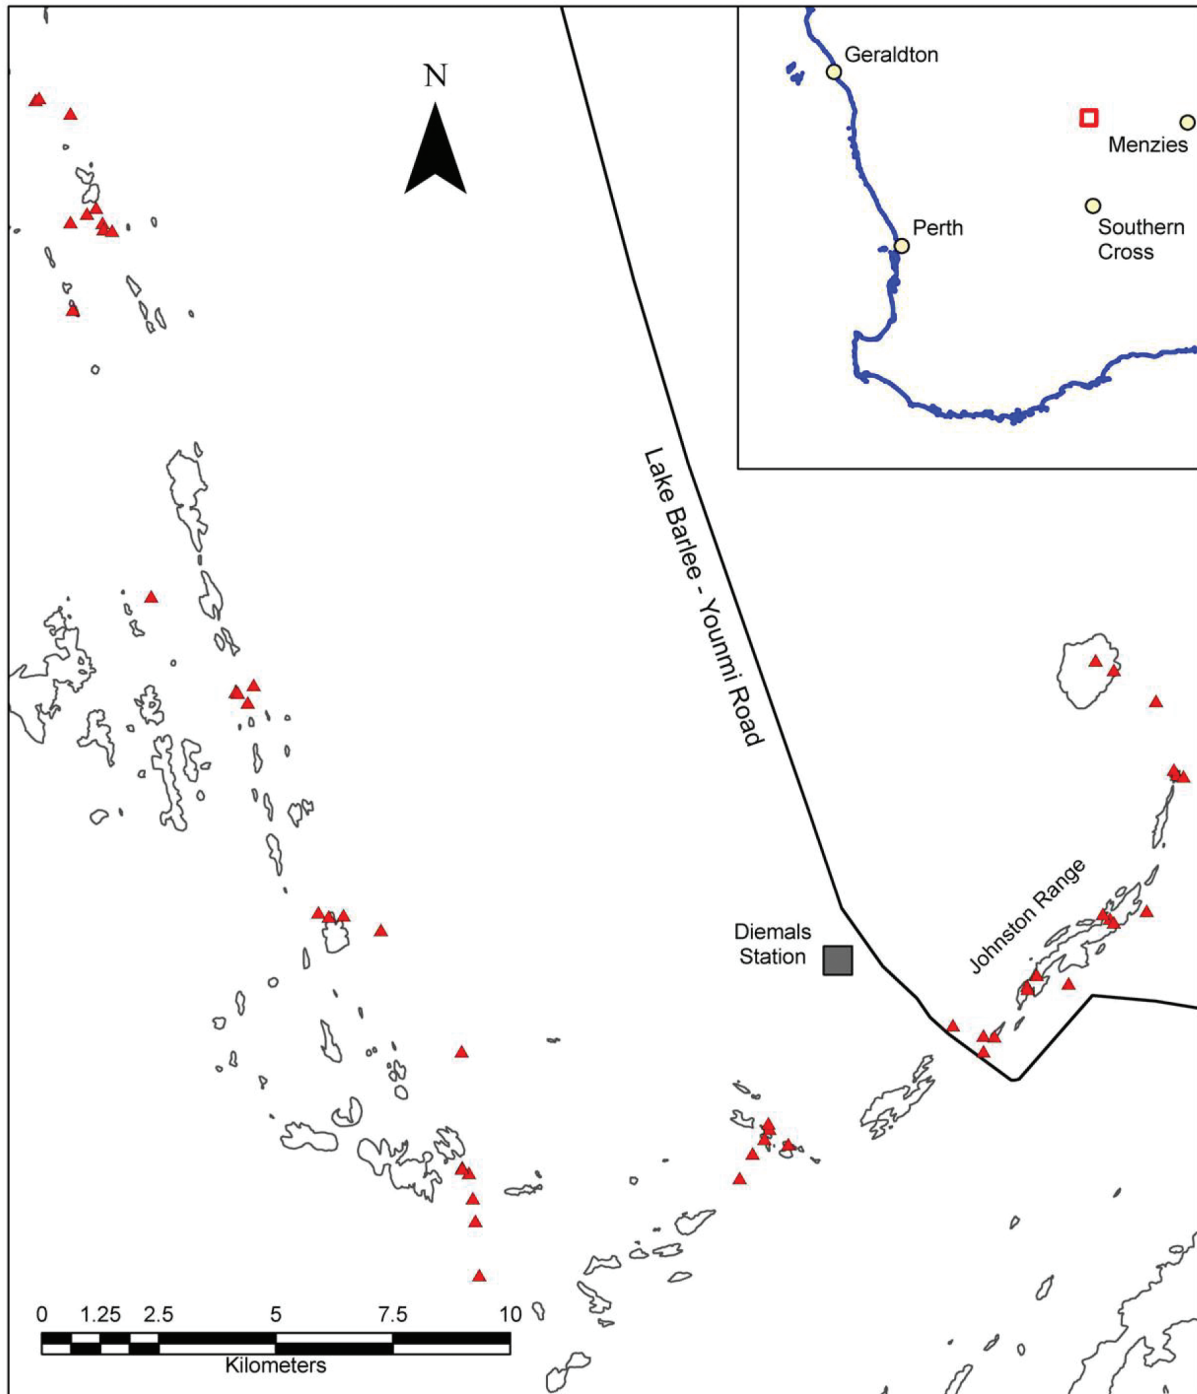 N
Geraldton
Menzies
Perth
Southern
Cross
Lake Barlee - Younmi Road
Johnston Range
Diemals
Station
0 1.25 2.5 5 7.5 10
Kilometers